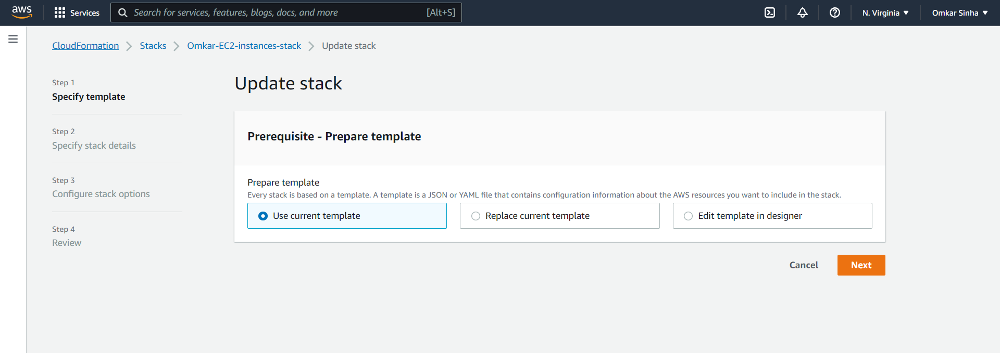 aws
Services
Search for services, features, blogs, docs, and more
[Alt+S]
N. Virginia
Omkar Sinha
CloudFormation
Stacks
Omkar-EC2-instances-stack
Update stack
Step 1
Specify template
Step 2
Specify stack details
Step 3
Configure stack options
Step 4
Review
Update stack
Prerequisite - Prepare template
Prepare template
Every stack is based on a template. A template is a JSON or YAML file that contains configuration information about the AWS resources you want to include in the stack.
Use current template
Replace current template
Edit template in designer
Cancel
Next